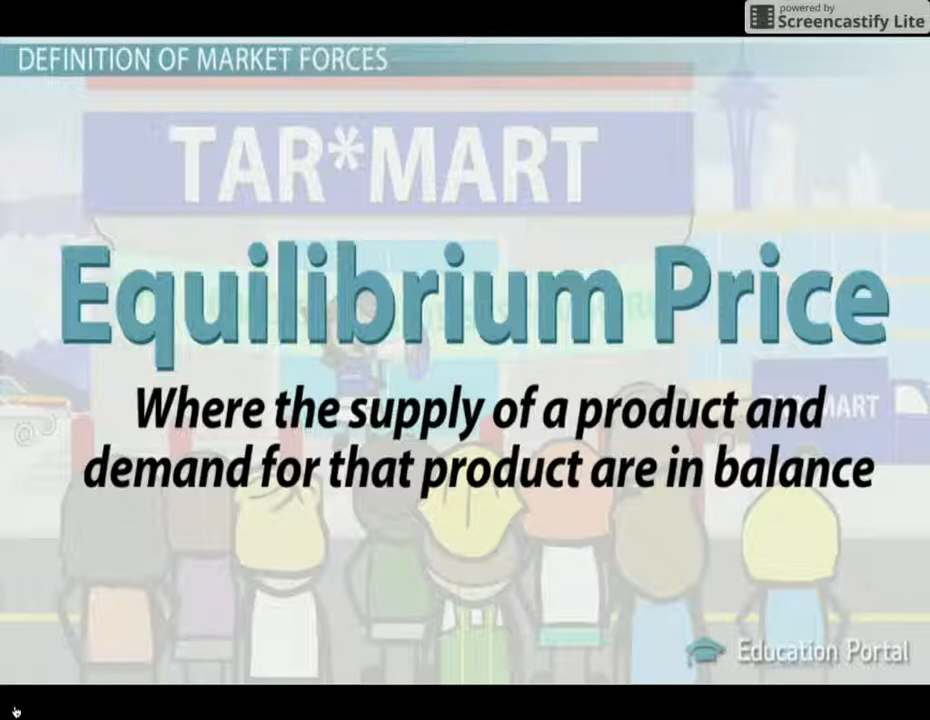 powered by
Screencastify Lite
DEFINITION OF MARKET FORCES
TAR*MART
Equilibrium Price
Where the supply of a product and
demand for that product are in balance
MART
Education Portal